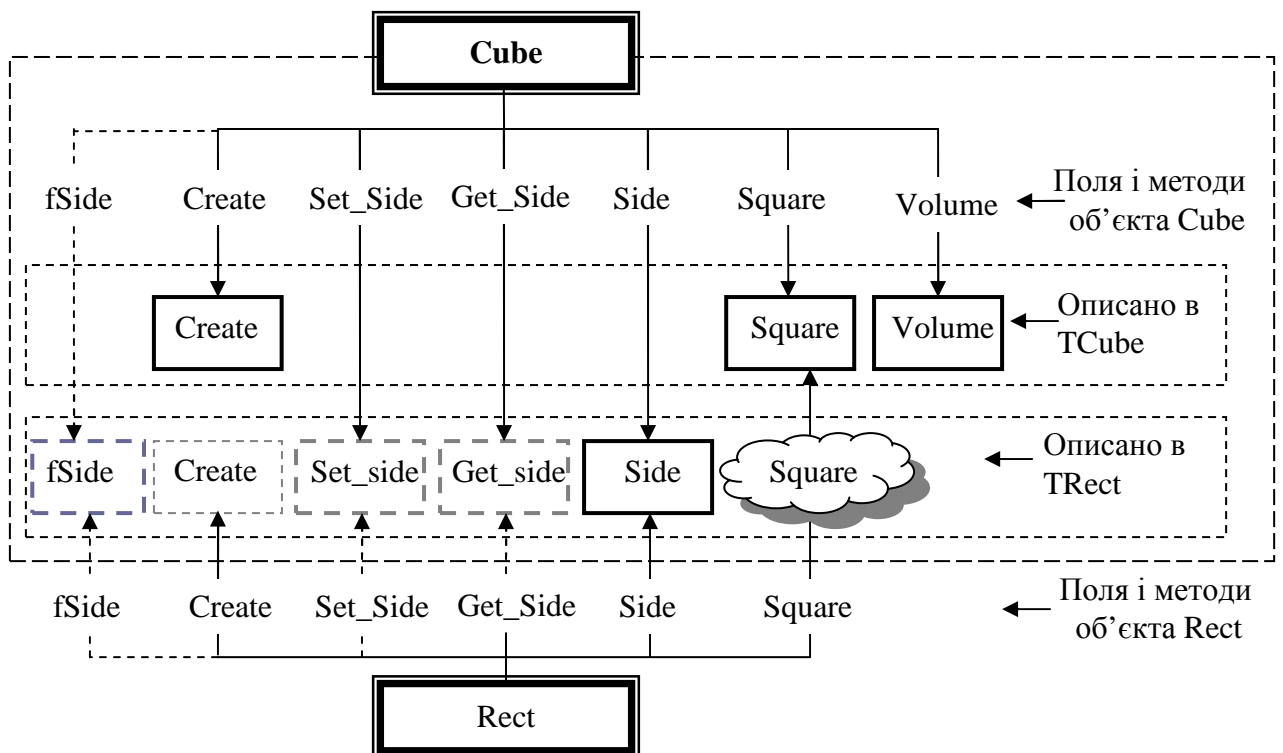 Cube
fSide Create Set_Side Get_Side Side Square Volume
Поля і методи
об’єкта Cube
Create Square Volume
Описано в
TCube
fSide Create Set_side Get_side Side Square
Описано в
TRect
fSide Create Set_Side Get_Side Side Square
Поля і методи
об’єкта Rect
Rect